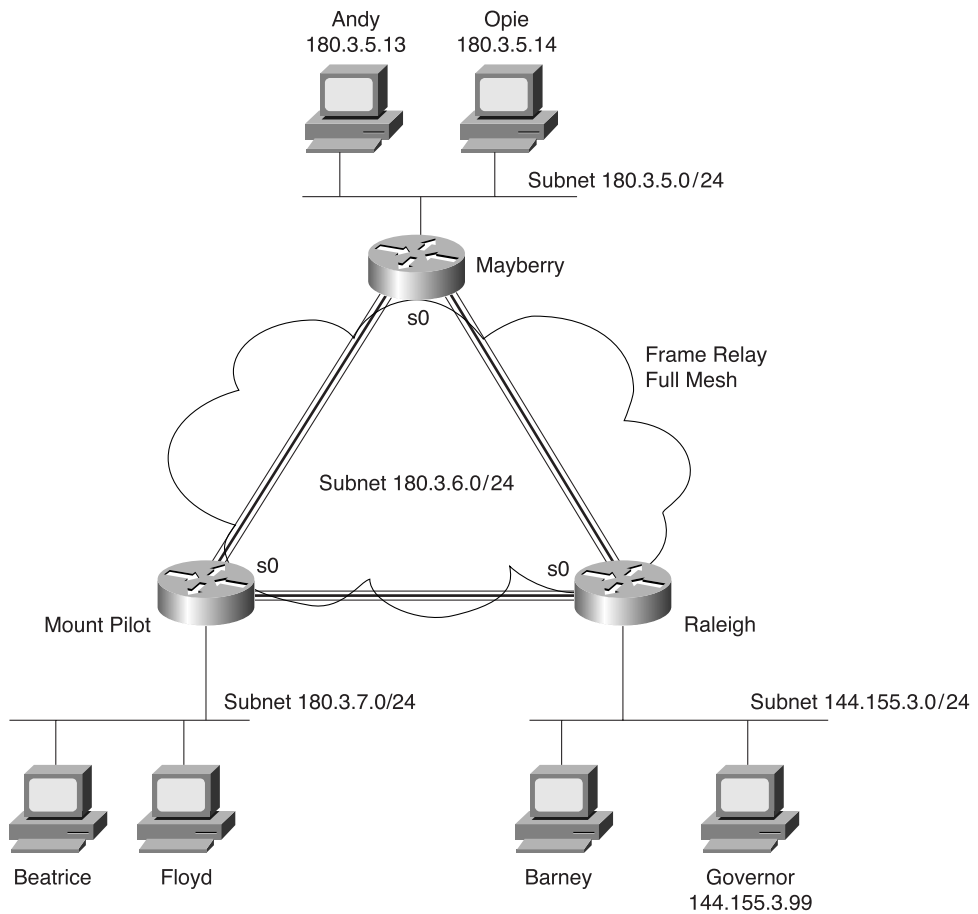 Andy
180.3.5.13
Opie
180.3.5.14
Subnet 180.3.5.0/24
Mayberry
s0
Frame Relay
Full Mesh
Subnet 180.3.6.0/24
s0
s0
Mount Pilot
Raleigh
Subnet 180.3.7.0/24
Subnet 144.155.3.0/24
Beatrice
Floyd
Barney
Governor
144.155.3.99